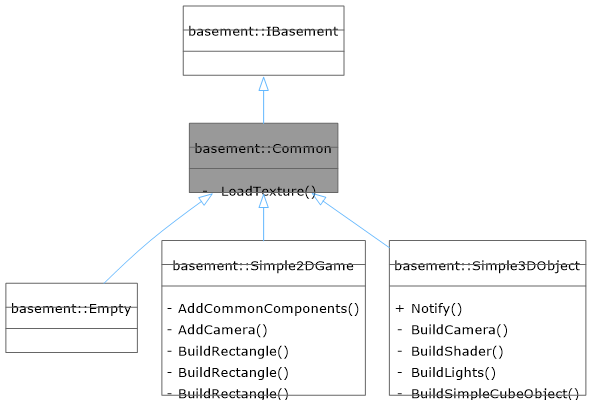 basement::IBasement
basement::Common
- LoadTexture()
basement::Empty
basement::Simple2DGame
- AddCommonComponents()
- AddCamera()
- BuildRectangle()
- BuildRectangle()
- BuildRectangle()
basement::Simple3DObject
+ Notify()
- BuildCamera()
- BuildShader()
- BuildLights()
- BuildSimpleCubeObject()